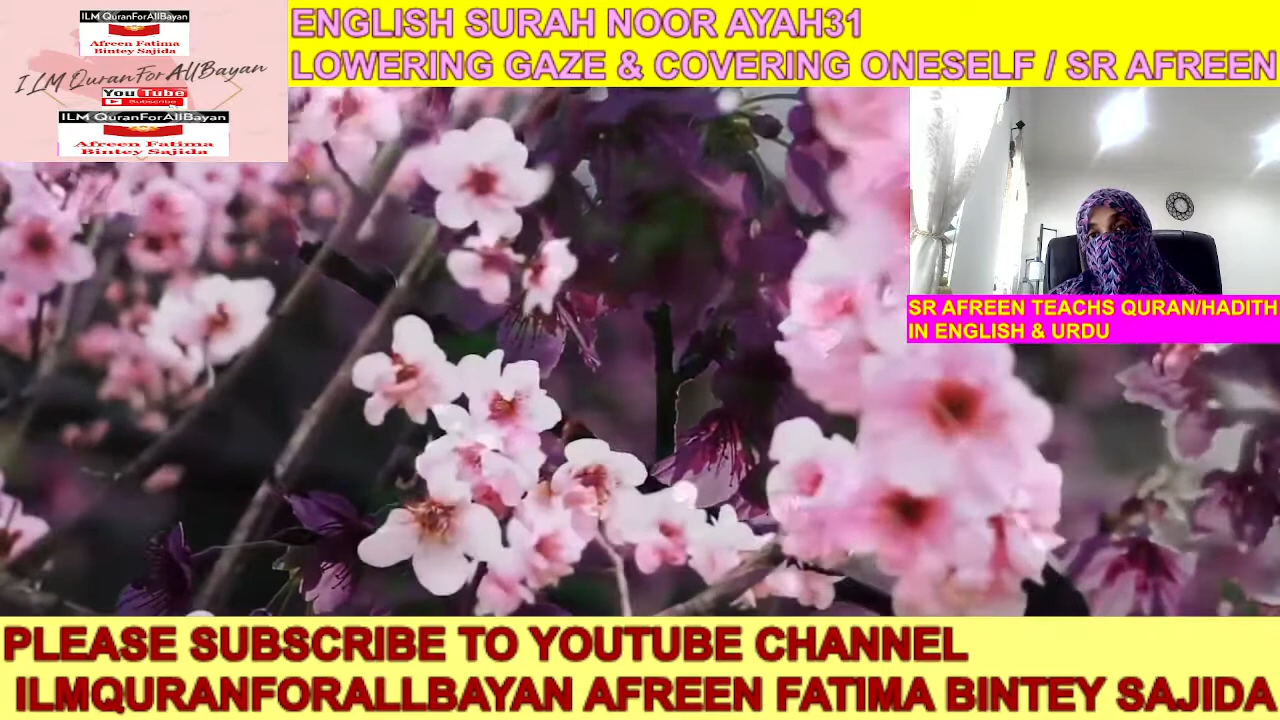 ILM QuranForAllBayan
Afreen Fatima
Bintey Sajida
ILM QuranForAllBayan
YouTube
Subscribe
ILM QuranForAllBayan
Afreen Fatima
Bintey Sajida
ENGLISH SURAH NOOR AYAH31
LOWERING GAZE & COVERING ONESELF / SR AFREEN
SR AFREEN TEACHS QURAN/HADITH
IN ENGLISH & URDU
PLEASE SUBSCRIBE TO YOUTUBE CHANNEL
ILMQURANFORALLBAYAN AFREEN FATIMA BINTEY SAJIDA